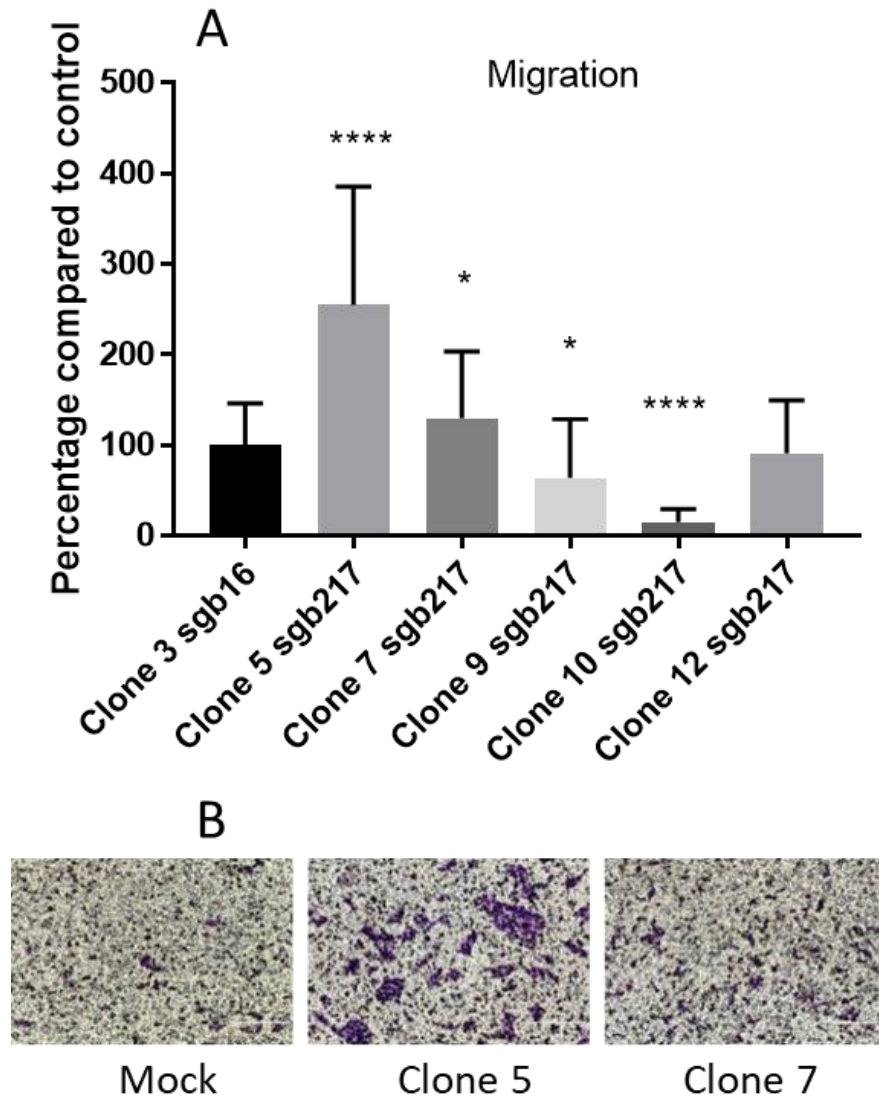 A
Migration
Percentage compared to control
500
400
300
200
100
0
****
*
*
****
Clone 3 sgb16
Clone 5 sgb217
Clone 7 sgb217
Clone 9 sgb217
Clone 10 sgb217
Clone 12 sgb217
B
Mock
Clone 5
Clone 7